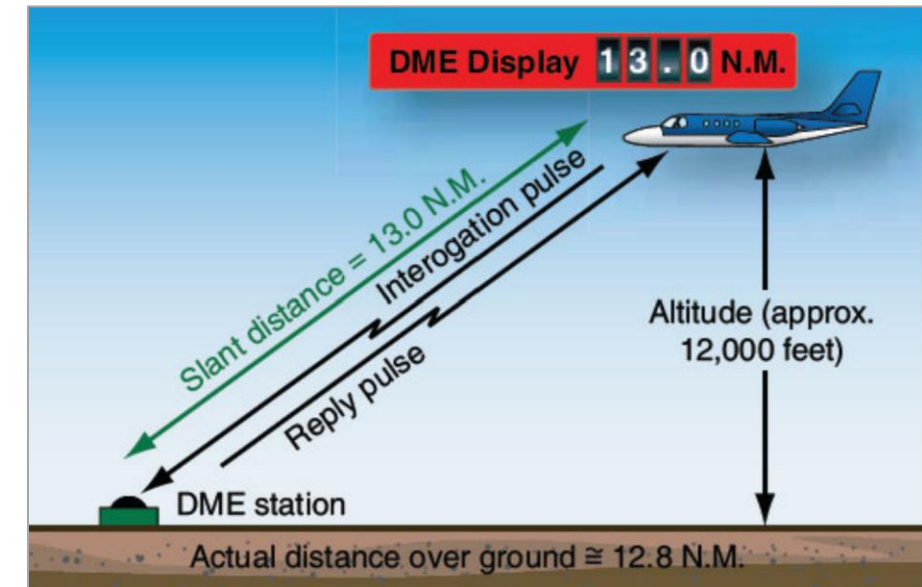 DME Display 13.0 N.M.
Slant distance = 13.0 N.M.
Interogation pulse
Reply pulse
Altitude (approx.
12,000 feet)
DME station
Actual distance over ground ≅ 12.8 N.M.